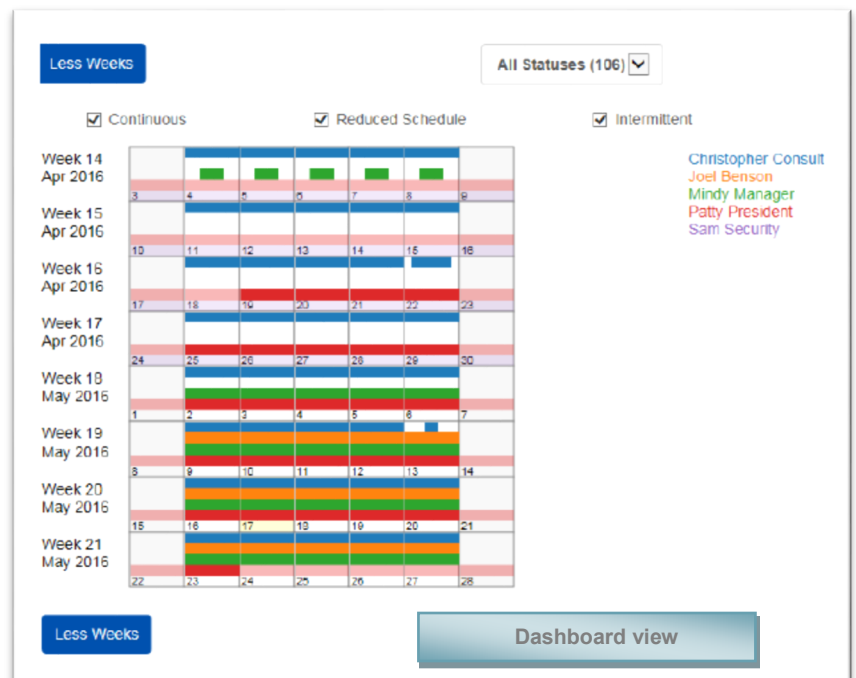 Less Weeks
All Statuses (106)
Continuous Reduced Schedule Intermittent
Christopher Consult
Joel Benson
Mindy Manager
Patty President
Sam Security
Week 14
Apr 2016
3 4 5 6 7 8 9
Week 15
Apr 2016
10 11 12 13 14 15 16
Week 16
Apr 2016
17 18 19 20 21 22 23
Week 17
Apr 2016
24 25 26 27 28 29 30
Week 18
May 2016
1 2 3 4 5 6 7
Week 19
May 2016
8 9 10 11 12 13 14
Week 20
May 2016
15 16 17 18 19 20 21
Week 21
May 2016
22 23 24 25 26 27 28
Less Weeks
Dashboard view